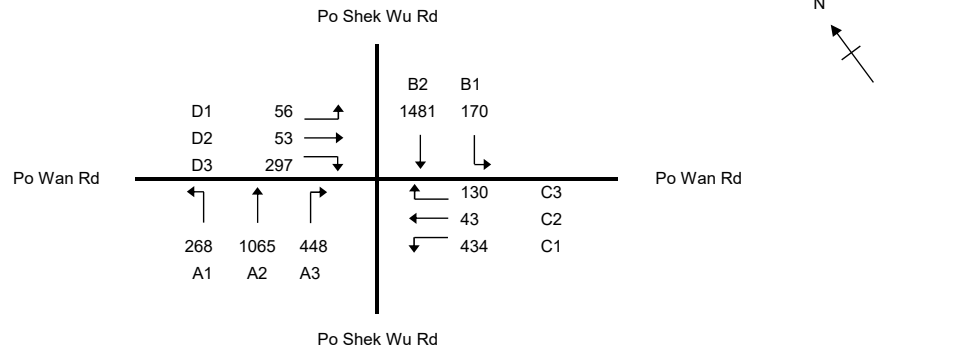 N
Po Shek Wu Rd
B2 B1
D1 56 1481 170
D2 53
D3 297
Po Wan Rd Po Wan Rd
130 C3
43 C2
268 1065 448 434 C1
A1 A2 A3
Po Shek Wu Rd